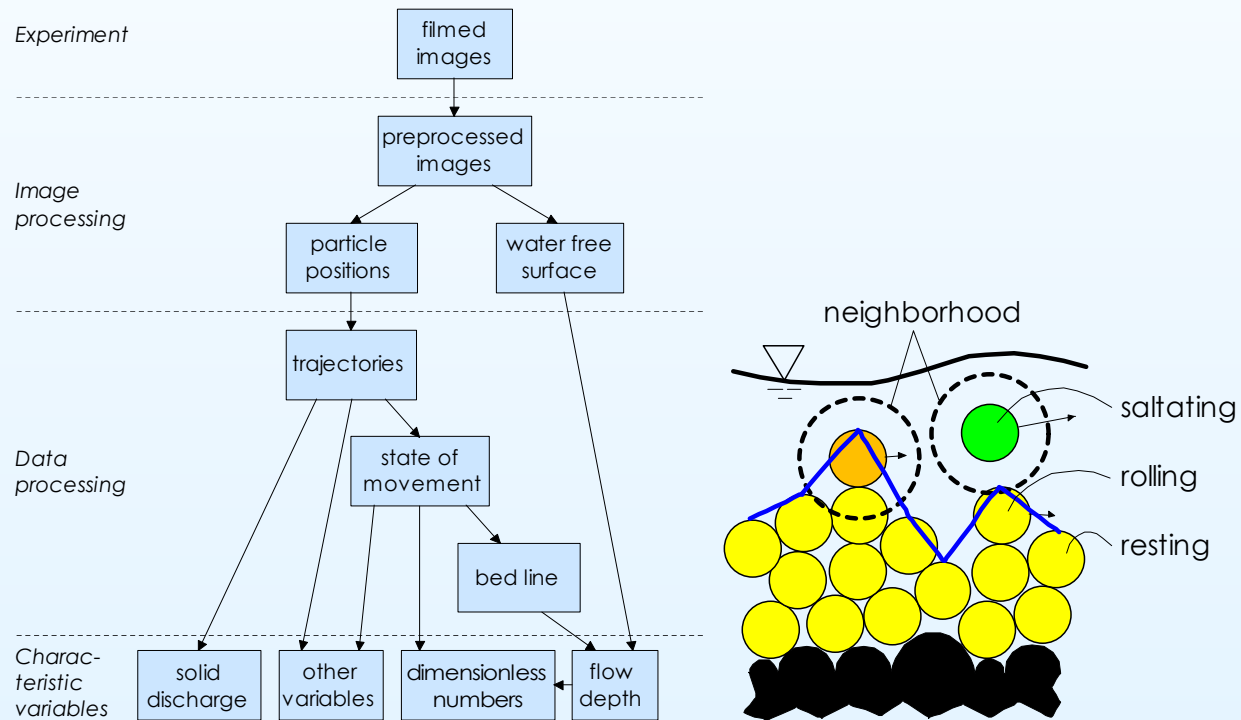 Experiment
filmed
images
preprocessed
images
Image
processing
particle
positions
water free
surface
trajectories
Data
processing
state of
movement
bed line
Charac-
teristic
variables
solid
discharge
other
variables
dimensionless
numbers
flow
depth
neighborhood
saltating
rolling
resting